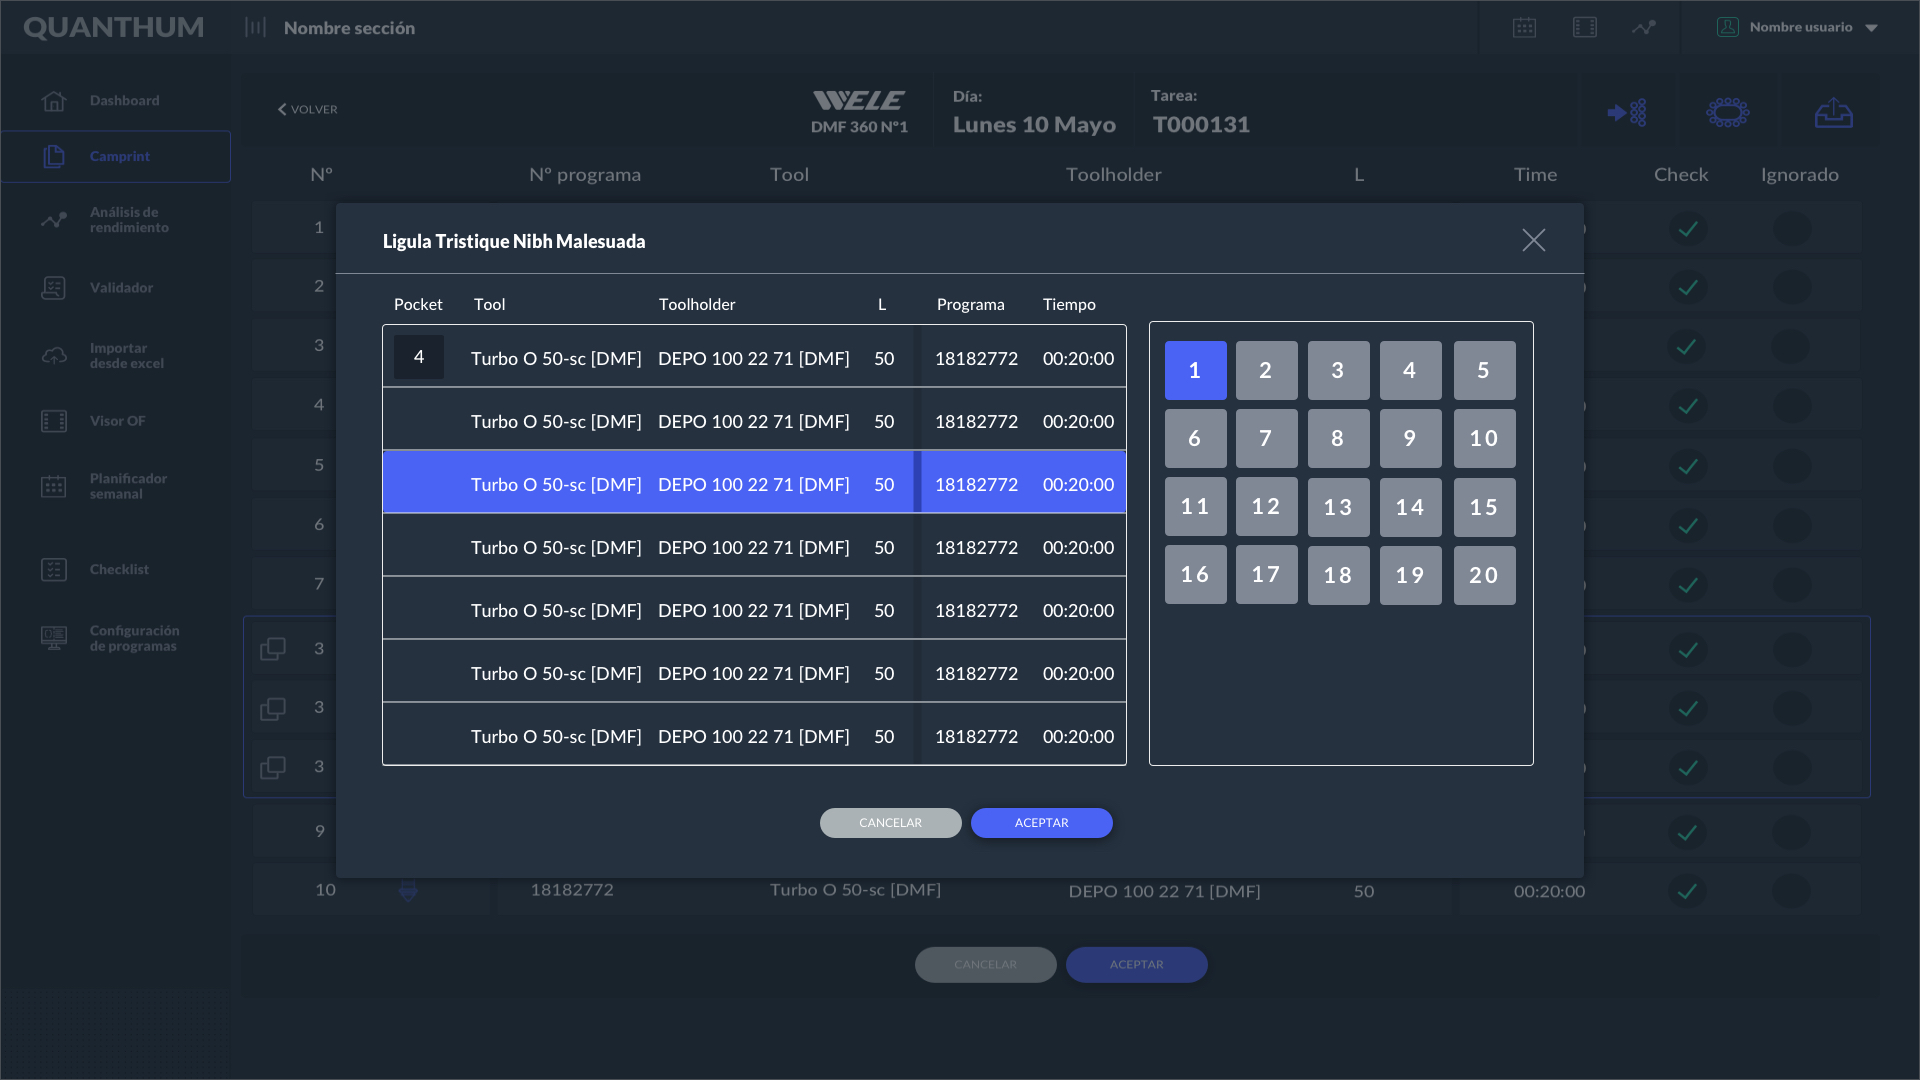 QUANTHUM
Nombre sección
Nombre usuario
Dashboard
Camprint
Análisis de
rendimiento
Validador
Importar
desde excel
Visor OF
Planificador
semanal
Checklist
Configuración
de programas
VOLVER
WELE
DMF 360 Nº1
Día:
Lunes 10 Mayo
Tarea:
T000131
Nº Nº programa Tool Toolholder L Time Check Ignorado
1
2
3
4
5
6
7
3
3
3
9
10 18182772 Turbo O 50-sc [DMF] DEPO 100 22 71 [DMF] 50 00:20:00
CANCELAR ACEPTAR
Ligula Tristique Nibh Malesuada
Pocket Tool Toolholder L Programa Tiempo
4 Turbo O 50-sc [DMF] DEPO 100 22 71 [DMF] 50 18182772 00:20:00
Turbo O 50-sc [DMF] DEPO 100 22 71 [DMF] 50 18182772 00:20:00
Turbo O 50-sc [DMF] DEPO 100 22 71 [DMF] 50 18182772 00:20:00
Turbo O 50-sc [DMF] DEPO 100 22 71 [DMF] 50 18182772 00:20:00
Turbo O 50-sc [DMF] DEPO 100 22 71 [DMF] 50 18182772 00:20:00
Turbo O 50-sc [DMF] DEPO 100 22 71 [DMF] 50 18182772 00:20:00
Turbo O 50-sc [DMF] DEPO 100 22 71 [DMF] 50 18182772 00:20:00
1 2 3 4 5
6 7 8 9 10
11 12 13 14 15
16 17 18 19 20
CANCELAR ACEPTAR